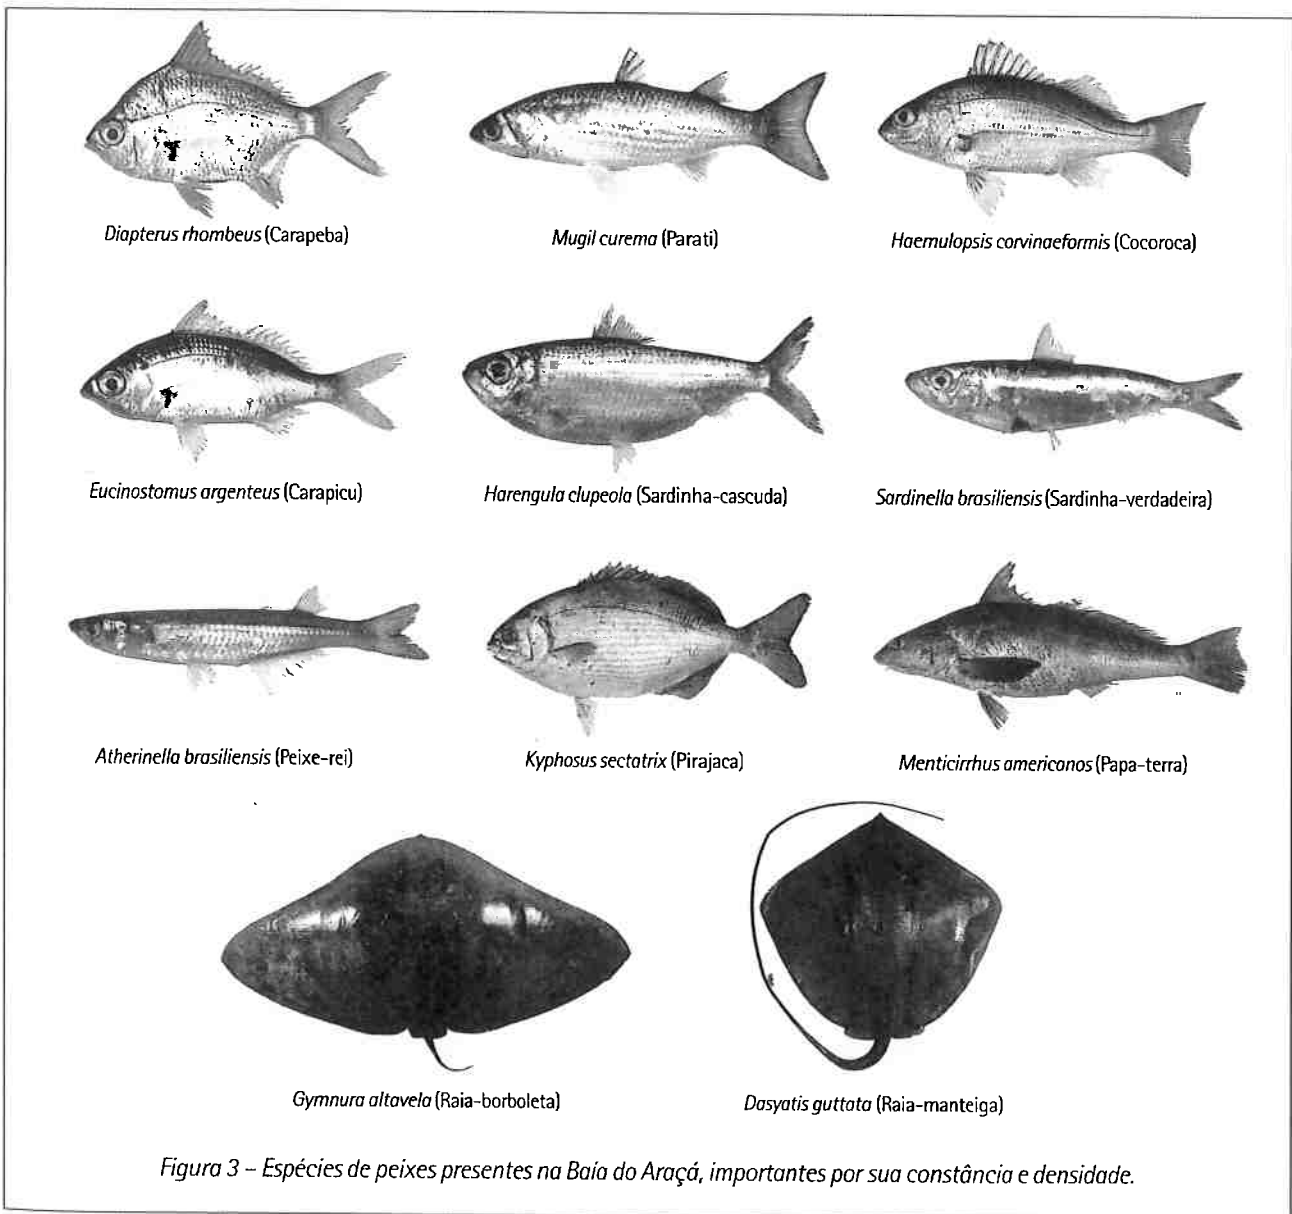 Diapterus rhombeus (Carapeba)
Mugil curema (Parati)
Haemulopsis corvinaeformis (Cocoroca)
Eucinostomus argenteus (Carapicu)
Harengula clupeola (Sardinha-cascuda)
Sardinella brasiliensis (Sardinha-verdadeira)
Atherinella brasiliensis (Peixe-rei)
Kyphosus sectatrix (Pirajaca)
Menticirrhus americanos (Papa-terra)
Gymnura altavela (Raia-borboleta)
Dasyatis guttata (Raia-manteiga)
Figura 3 – Espécies de peixes presentes na Baía do Araçá, importantes por sua constância e densidade.